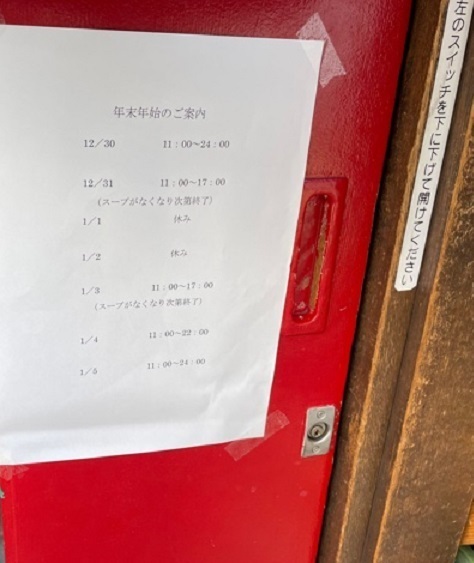 年末年始のご案内
12/30 11:00〜24:00
12/31 11:00〜17:00
(スープがなくなり次第終了)
1/1 休み
1/2 休み
1/3 11:00〜17:00
(スープがなくなり次第終了)
1/4 11:00〜22:00
1/5 11:00〜24:00
左のスイッチを下に下げて開けてください